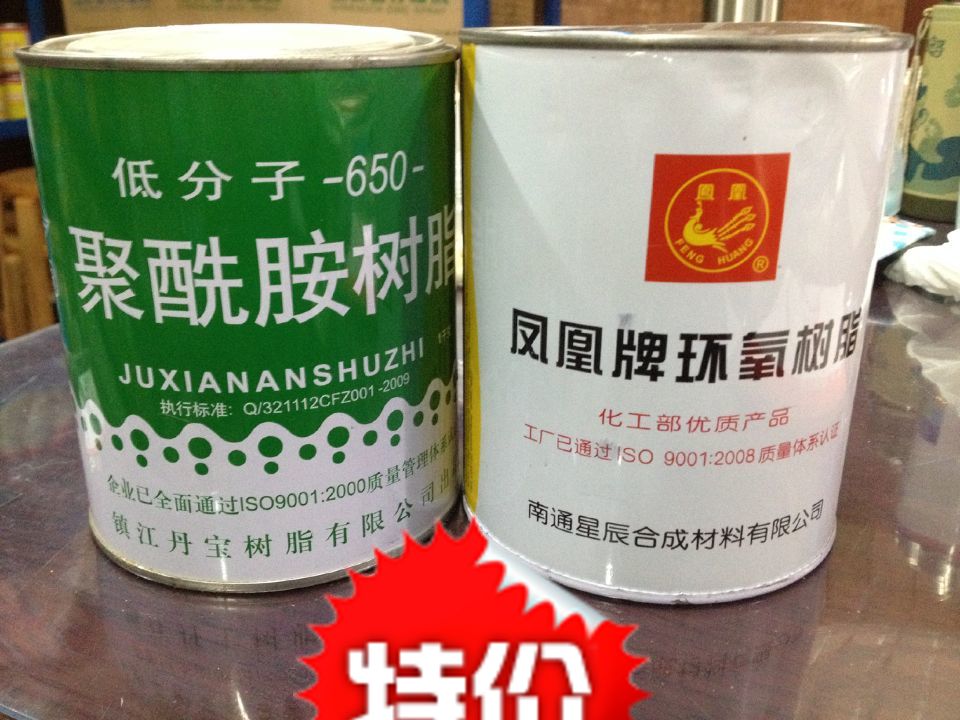 低分子-650-
聚酰胺树脂
JUXIANANSHUZHI
执行标准: Q/321112CFZ001-2009
企业已全面通过ISO9001:2000质量管理体系
镇江丹宝树脂有限公司出
凤凰
FENG HUANG
®
凤凰牌环氧树脂
化工部优质产品
工厂已通过ISO 9001:2008质量体系认证
南通星辰合成材料有限公司
特价